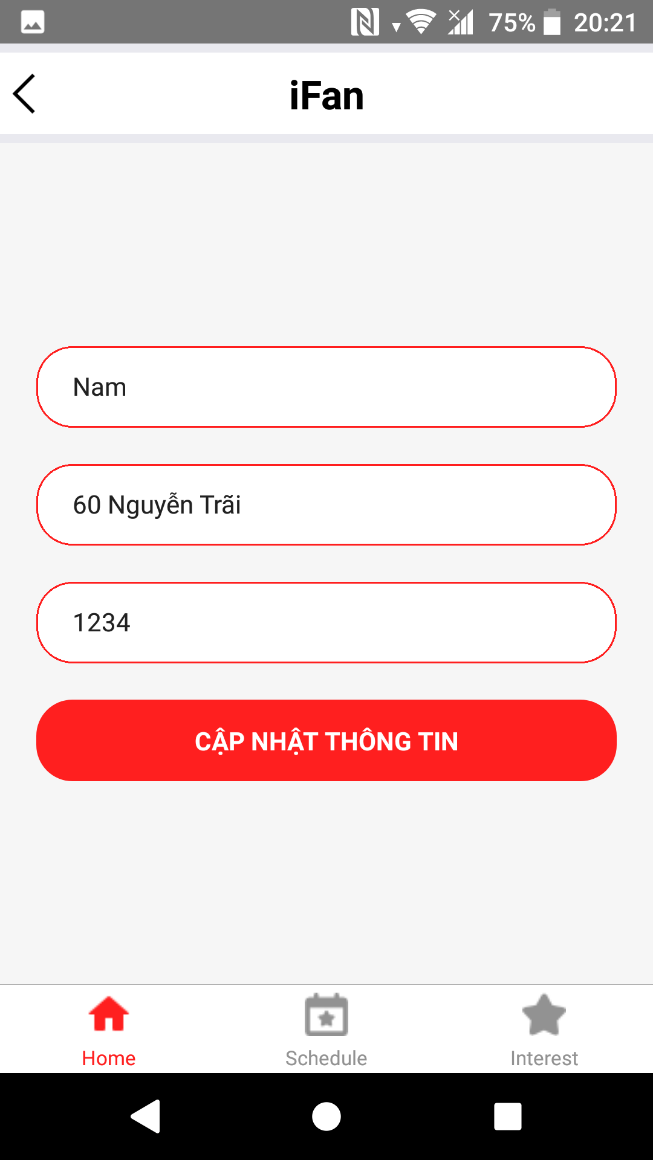 75% 20:21
iFan
Nam
60 Nguyễn Trãi
1234
CẬP NHẬT THÔNG TIN
Home Schedule Interest